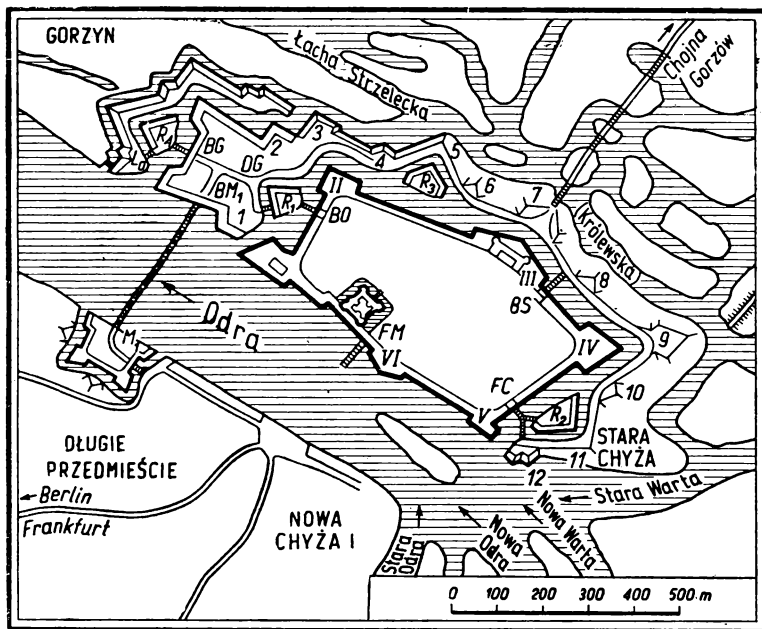 GORZYN
Łacha Strzelecka
Chojna
Gorzów
R4
La
BG
2
3
DG
4
5
BM1
1
R1
II
BO
R3
6
7
Królewska
III
BS
8
Odra
M
FM
VI
IV
9
FC
V
R2
10
STARA
CHYŻA
11
12
DŁUGIE
PRZEDMIEŚCIE
Berlin
Frankfurt
NOWA
CHYŻA I
Stara
Odra
Nowa
Odra
Nowa Warta
Stara Warta
0 100 200 300 400 500 m